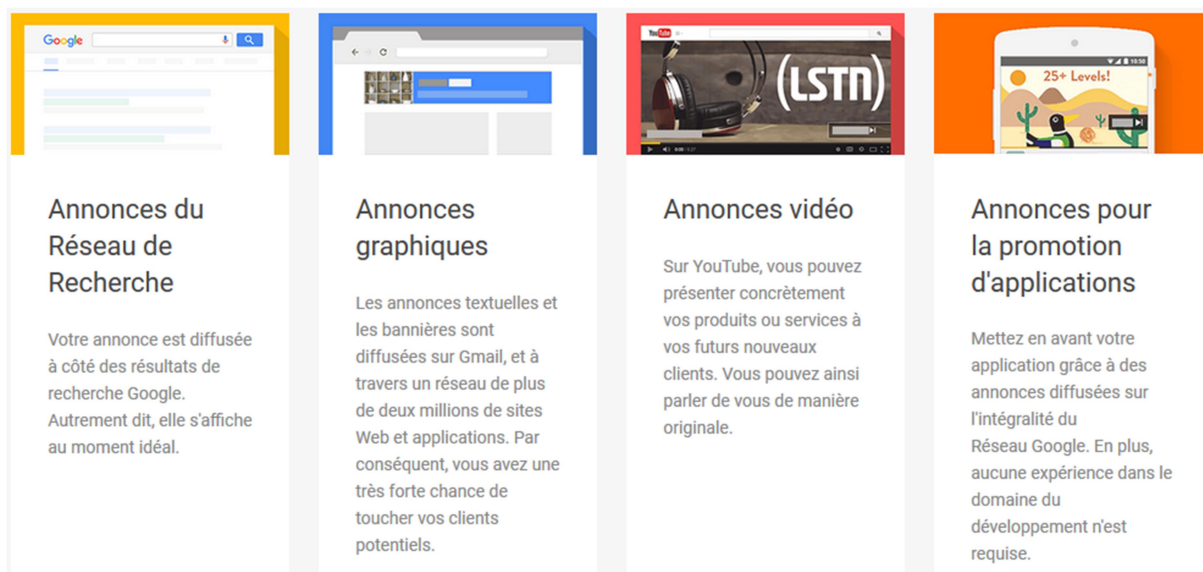 Google
YouTube
(LSTN)
0:00
10:50
25+ Levels!
Annonces du
Réseau de
Recherche
Votre annonce est diffusée
à côté des résultats de
recherche Google.
Autrement dit, elle s'affiche
au moment idéal.
Annonces
graphiques
Les annonces textuelles et
les bannières sont
diffusées sur Gmail, et à
travers un réseau de plus
de deux millions de sites
Web et applications. Par
conséquent, vous avez une
très forte chance de
toucher vos clients
potentiels.
Annonces vidéo
Sur YouTube, vous pouvez
présenter concrètement
vos produits ou services à
vos futurs nouveaux
clients. Vous pouvez ainsi
parler de vous de manière
originale.
Annonces pour
la promotion
d'applications
Mettez en avant votre
application grâce à des
annonces diffusées sur
l'intégralité du
Réseau Google. En plus,
aucune expérience dans le
domaine du
développement n'est
requise.